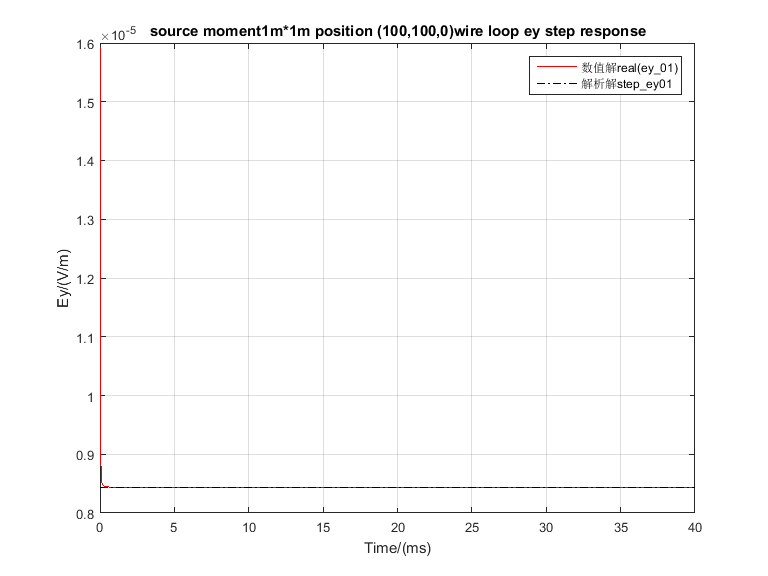 source moment1m*1m position (100,100,0)wire loop ey step response
×10-5
1.6
1.5
1.4
1.3
1.2
1.1
1
0.9
0.8
Ey/(V/m)
数值解real(ey_01)
解析解step_ey01
0 5 10 15 20 25 30 35 40
Time/(ms)